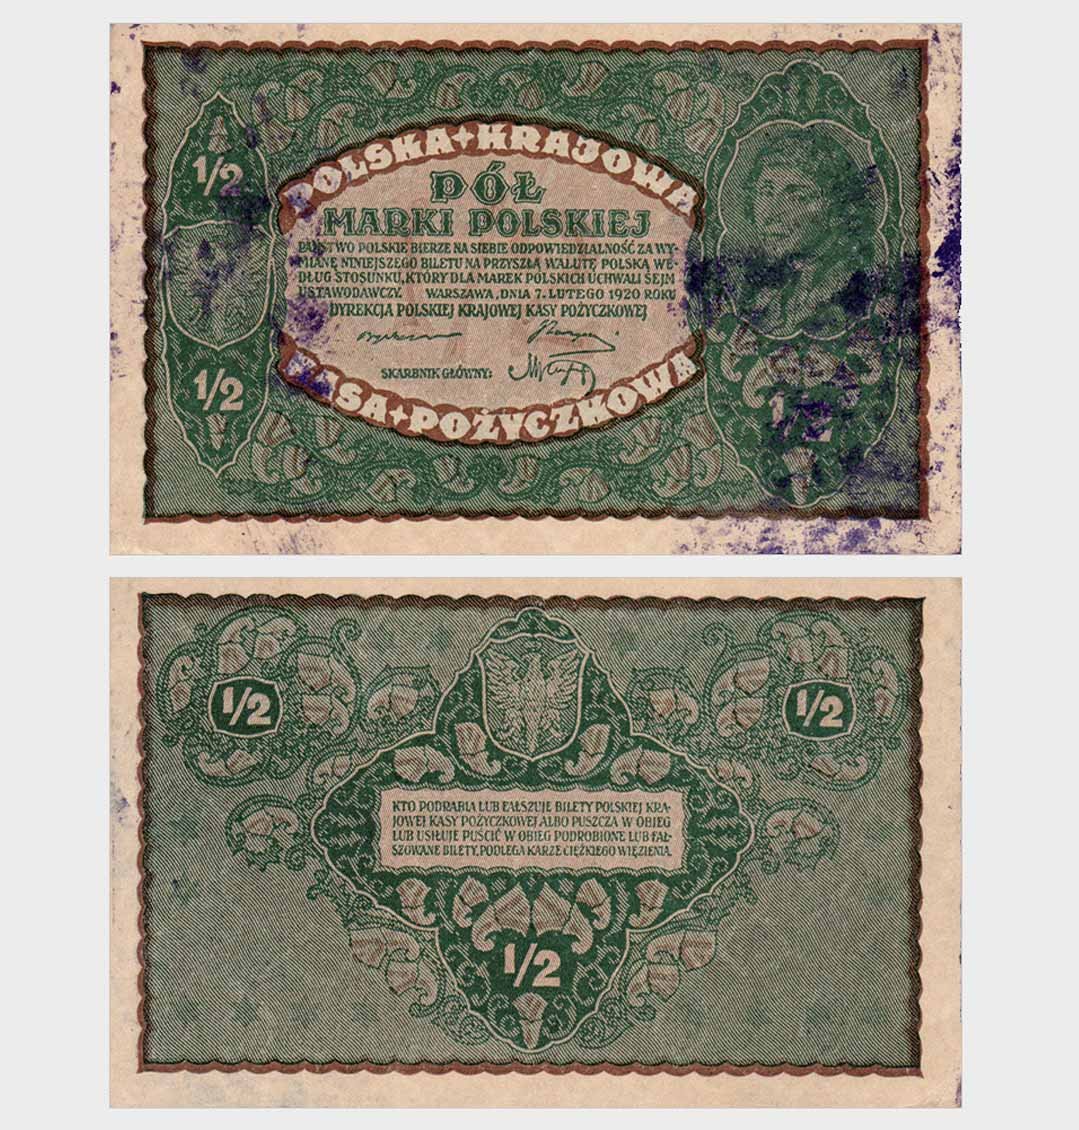 POLSKA + KRAJOWA
1/2
PÓŁ
MARKI POLSKIEJ
PAŃSTWO POLSKIE BIERZE NA SIEBIE ODPOWIEDZIALNOŚĆ ZA WY-
MIANĘ NINIEJSZEGO BILETU NA PRZYSZŁĄ WALUTĘ POLSKĄ WE-
DŁUG STOSUNKU, KTÓRY DLA MAREK POLSKICH UCHWALI SEJM
USTAWODAWCZY. WARSZAWA, DNIA 7. LUTEGO 1920 ROKU
DYREKCJA POLSKIEJ KRAJOWEJ KASY POŻYCZKOWEJ
SKARBNIK GŁÓWNY:
1/2
KASA + POŻYCZKOWA
1/2
1/2
1/2
KTO PODRABIA LUB FAŁSZUJE BILETY POLSKIEJ KRA-
JOWEJ KASY POŻYCZKOWEJ ALBO PUSZCZA W OBIEG
LUB USIŁUJE PUŚCIĆ W OBIEG PODROBIONE LUB FAŁ-
SZOWANE BILETY, PODLEGA KARZE CIĘŻKIEGO WIĘZIENIA.
1/2